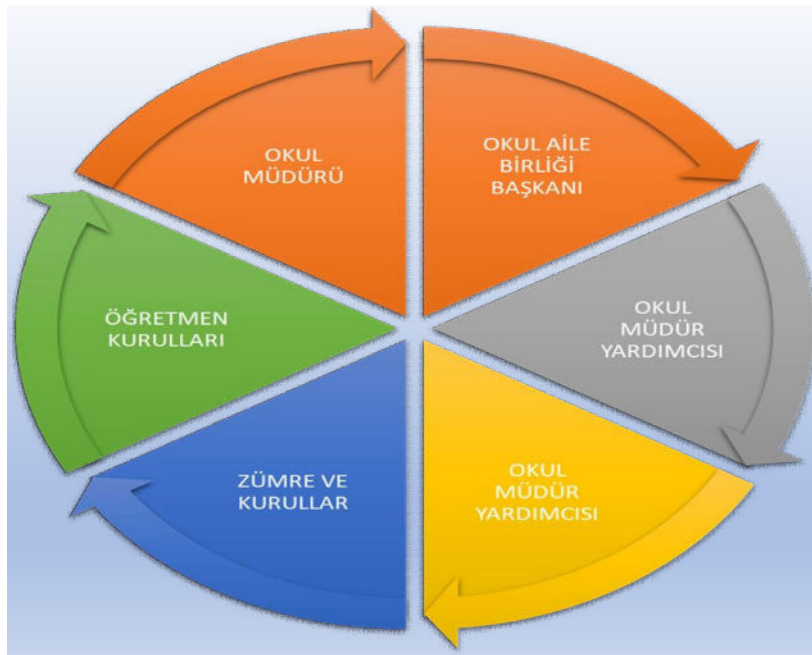 OKUL
MÜDÜRÜ
OKUL AİLE
BİRLİĞİ
BAŞKANI
OKUL
MÜDÜR
YARDIMCISI
OKUL
MÜDÜR
YARDIMCISI
ZÜMRE VE
KURULLAR
ÖĞRETMEN
KURULLARI